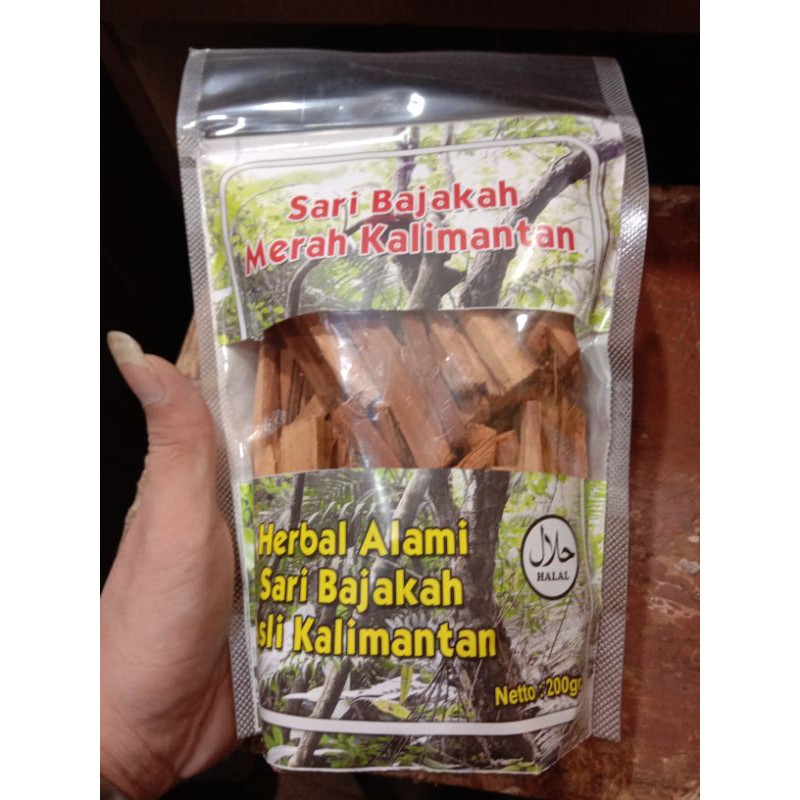 Sari Bajakah
Merah Kalimantan
Herbal Alami
Sari Bajakah
sli Kalimantan
حلال
HALAL
Netto : 200gr